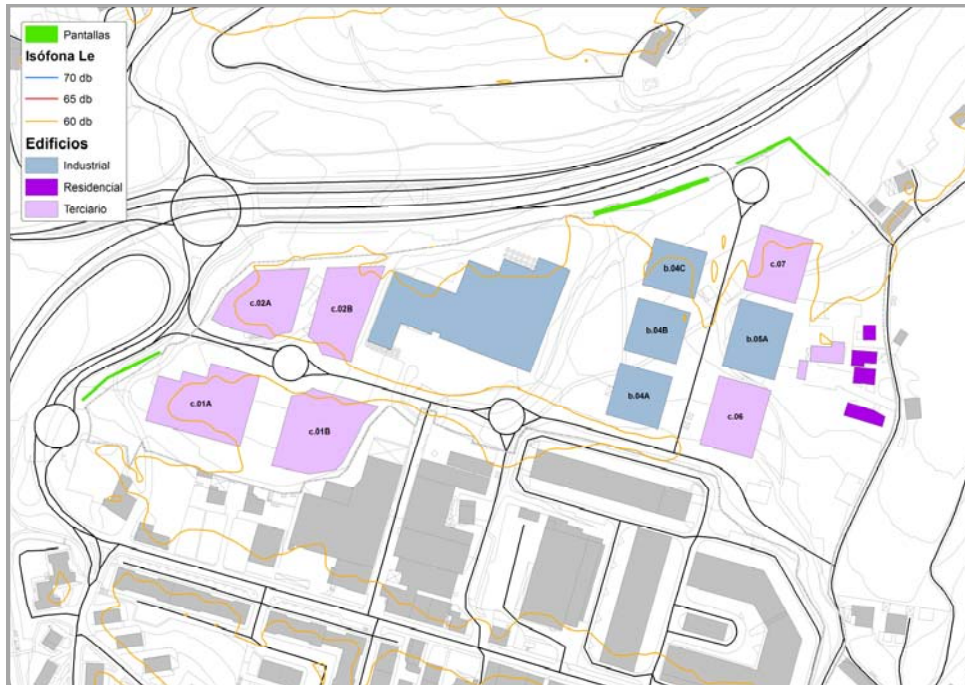 Pantallas
Isófona Le
70 db
65 db
60 db
Edificios
Industrial
Residencial
Terciario
c.07
b.04C
c.02A
c.02B
b.04B
b.05A
b.04A
c.01A
c.06
c.01B